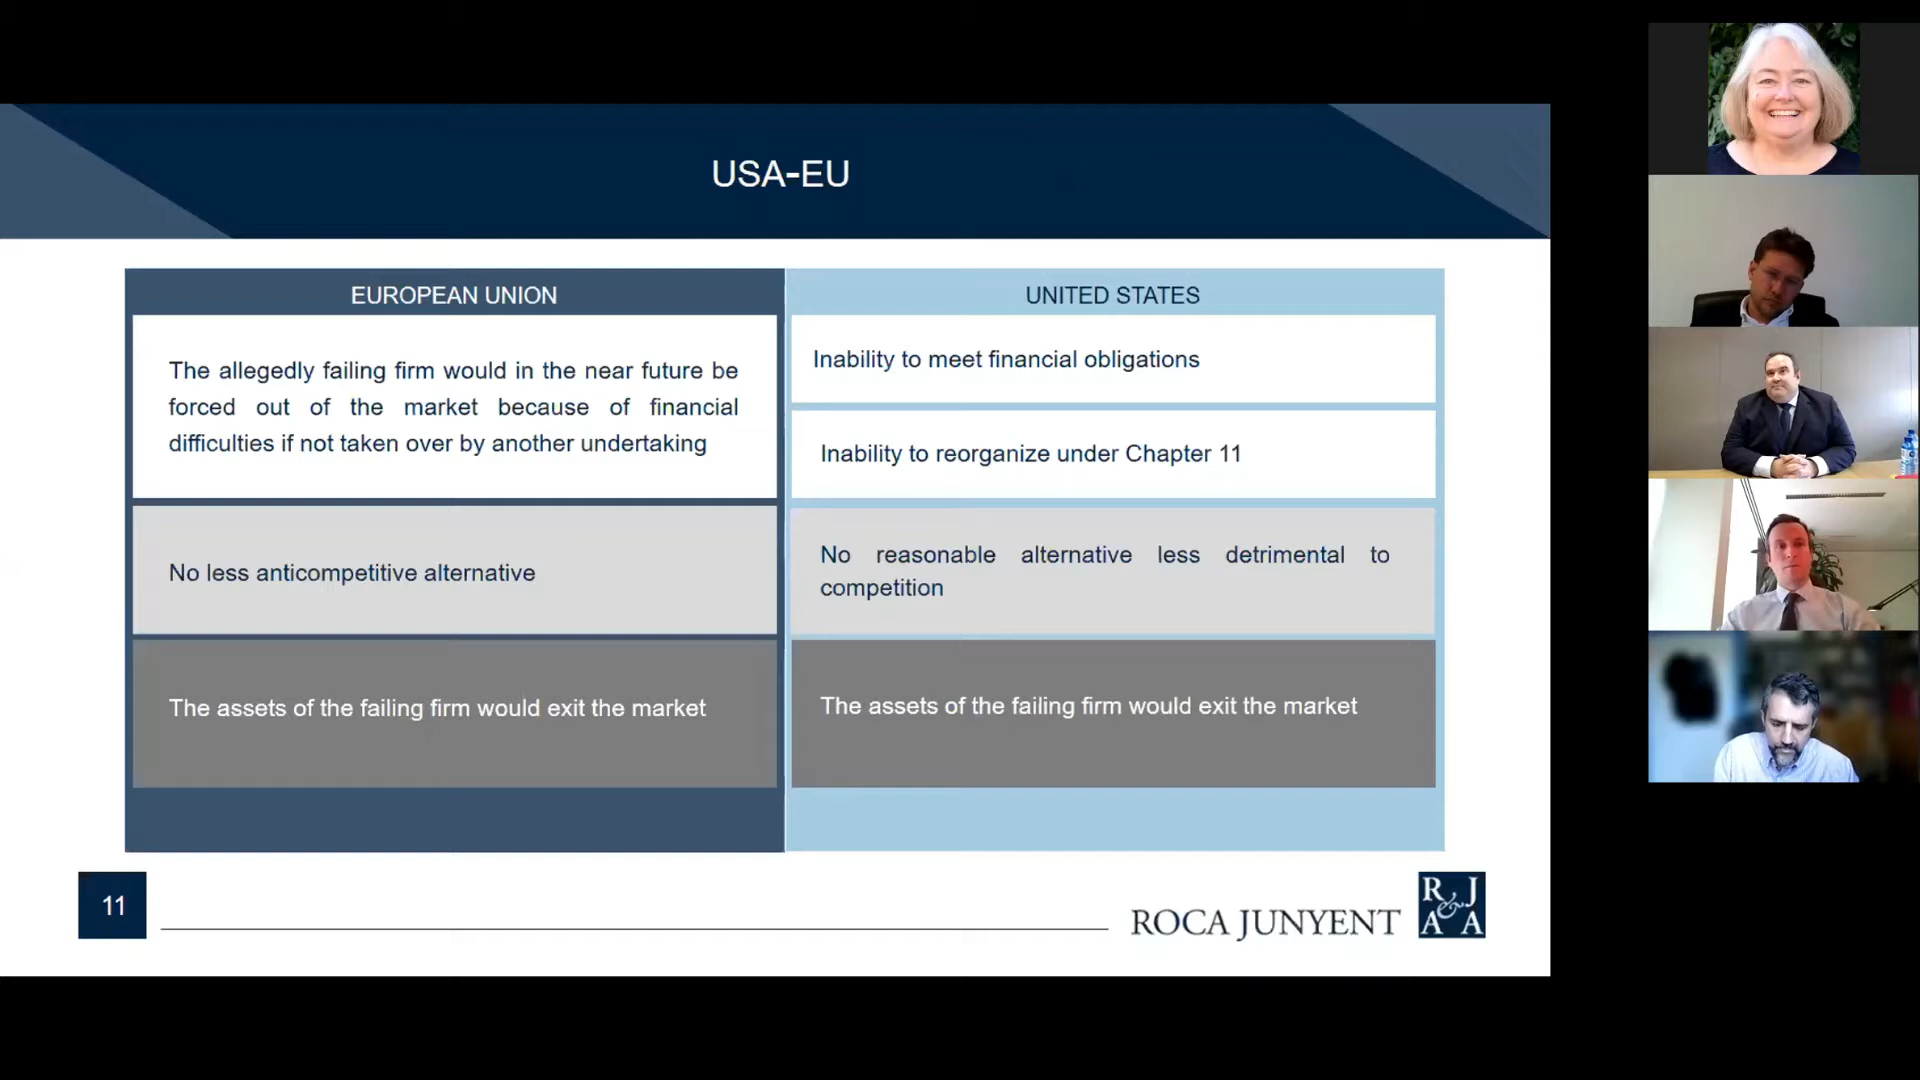 USA-EU
EUROPEAN UNION
The allegedly failing firm would in the near future be
forced out of the market because of financial
difficulties if not taken over by another undertaking
No less anticompetitive alternative
The assets of the failing firm would exit the market
UNITED STATES
Inability to meet financial obligations
Inability to reorganize under Chapter 11
No reasonable alternative less detrimental to
competition
The assets of the failing firm would exit the market
11
ROCA JUNYENT
R J
& 
A A